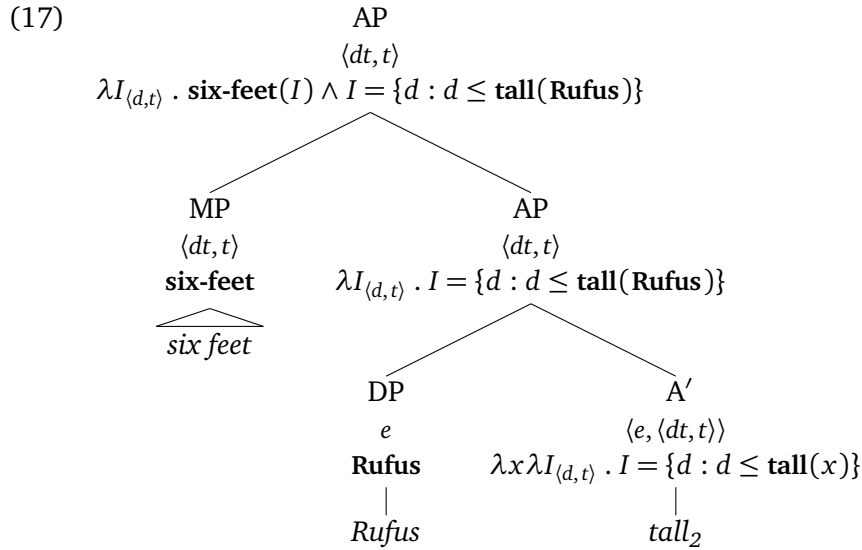 (17) AP
⟨dt, t⟩
λI⟨d,t⟩ . six-feet(I) ∧ I = {d : d ≤ tall(Rufus)}
MP AP
⟨dt, t⟩ ⟨dt, t⟩
six-feet λI⟨d,t⟩ . I = {d : d ≤ tall(Rufus)}
six feet
DP A′
e ⟨e, ⟨dt, t⟩⟩
Rufus λxλI⟨d,t⟩ . I = {d : d ≤ tall(x)}
Rufus tall₂